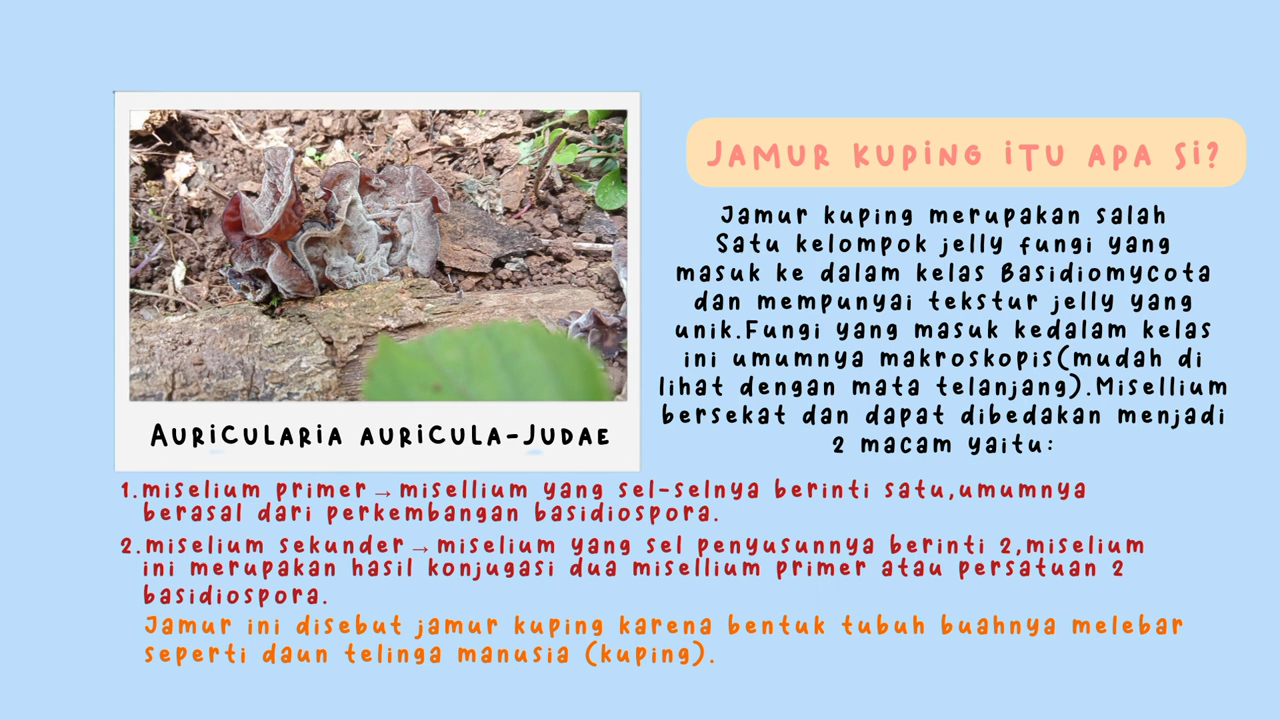 Auricularia auricula-Judae
Jamur kuping itu apa si?
Jamur kuping merupakan salah
Satu kelompok jelly fungi yang
masuk ke dalam kelas Basidiomycota
dan mempunyai tekstur jelly yang
unik.Fungi yang masuk kedalam kelas
ini umumnya makroskopis(mudah di
lihat dengan mata telanjang).Misellium
bersekat dan dapat dibedakan menjadi
2 macam yaitu:
1.miselium primer→misellium yang sel-selnya berinti satu,umumnya
berasal dari perkembangan basidiospora.
2.miselium sekunder→miselium yang sel penyusunnya berinti 2,miselium
ini merupakan hasil konjugasi dua misellium primer atau persatuan 2
basidiospora.
Jamur ini disebut jamur kuping karena bentuk tubuh buahnya melebar
seperti daun telinga manusia (kuping).